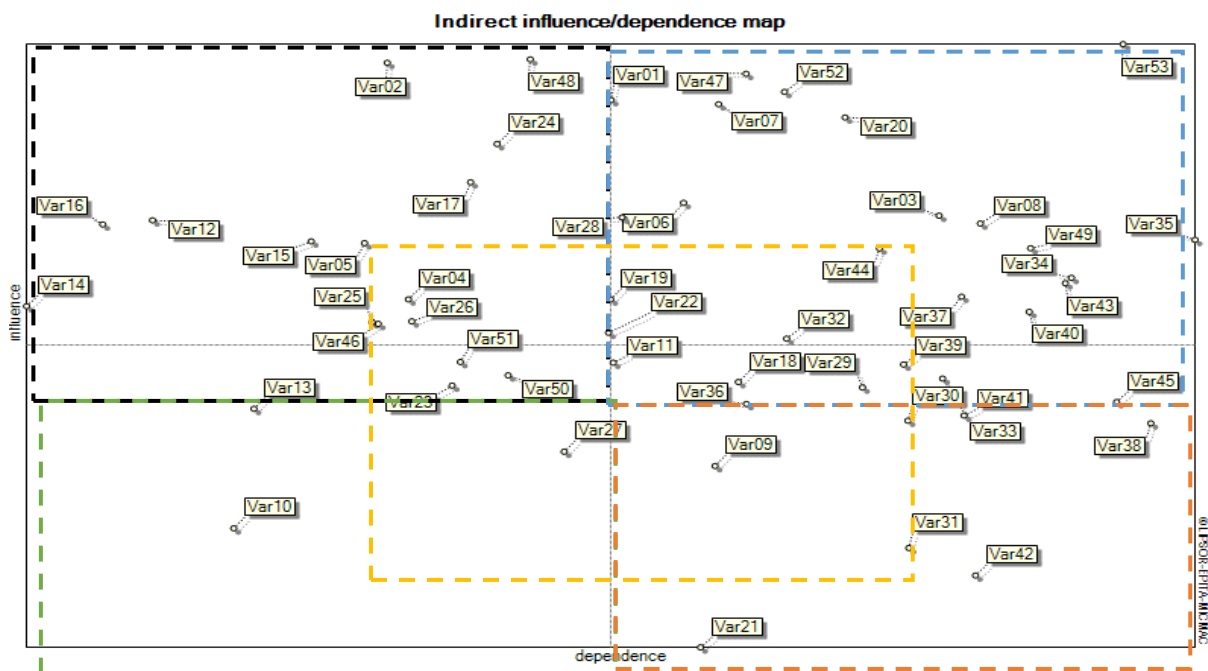 Indirect influence/dependence map
Var53
Var02
Var48
Var01
Var47
Var52
Var07
Var20
Var24
Var16
Var12
Var17
Var28
Var06
Var03
Var08
Var35
Var49
Var15
Var05
Var44
Var34
Var14
Var04
Var19
Var25
Var26
Var22
Var37
Var43
Var40
Var32
Var46
Var51
Var11
Var39
Var18
Var29
Var13
Var50
Var23
Var36
Var30
Var41
Var45
Var33
Var27
Var09
Var38
Var10
Var31
Var42
Var21
influence
dependence
©LIPSOR-EPITA-MICMAC